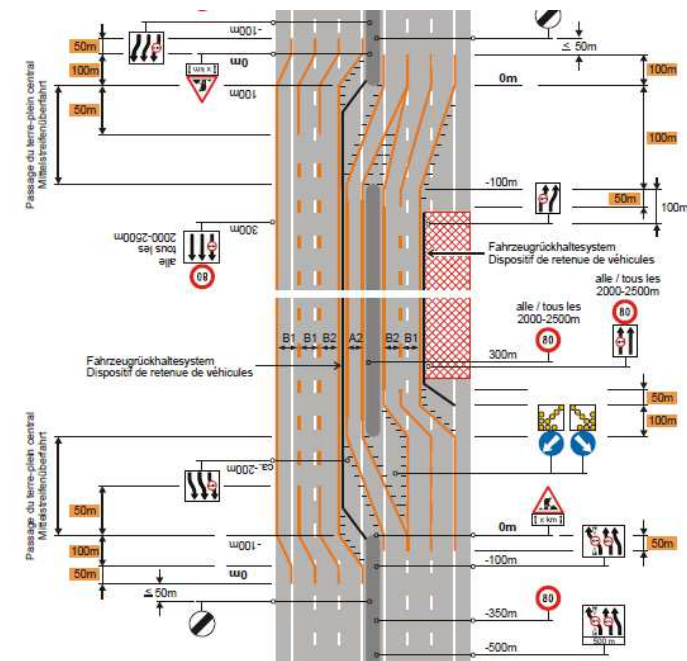 -100m
50m
0m
100m
x km
100m
50m
Passage du terre-plein central
Mittelstreifenüberfahrt
300m
alle
tous les
2000-2500m
80
≤ 50m
0m
100m
100m
-100m
50m
100m
Fahrzeugrückhaltesystem
Dispositif de retenue de véhicules
alle / tous les
2000-2500m
80
alle / tous les
2000-2500m
80
300m
B1
B1
B2
A2
B2
B1
Fahrzeugrückhaltesystem
Dispositif de retenue de véhicules
50m
100m
Passage du terre-plein central
Mittelstreifenüberfahrt
ca.-200m
50m
-100m
100m
50m
0m
≤ 50m
x km
0m
50m
-100m
80
-350m
500 m
-500m